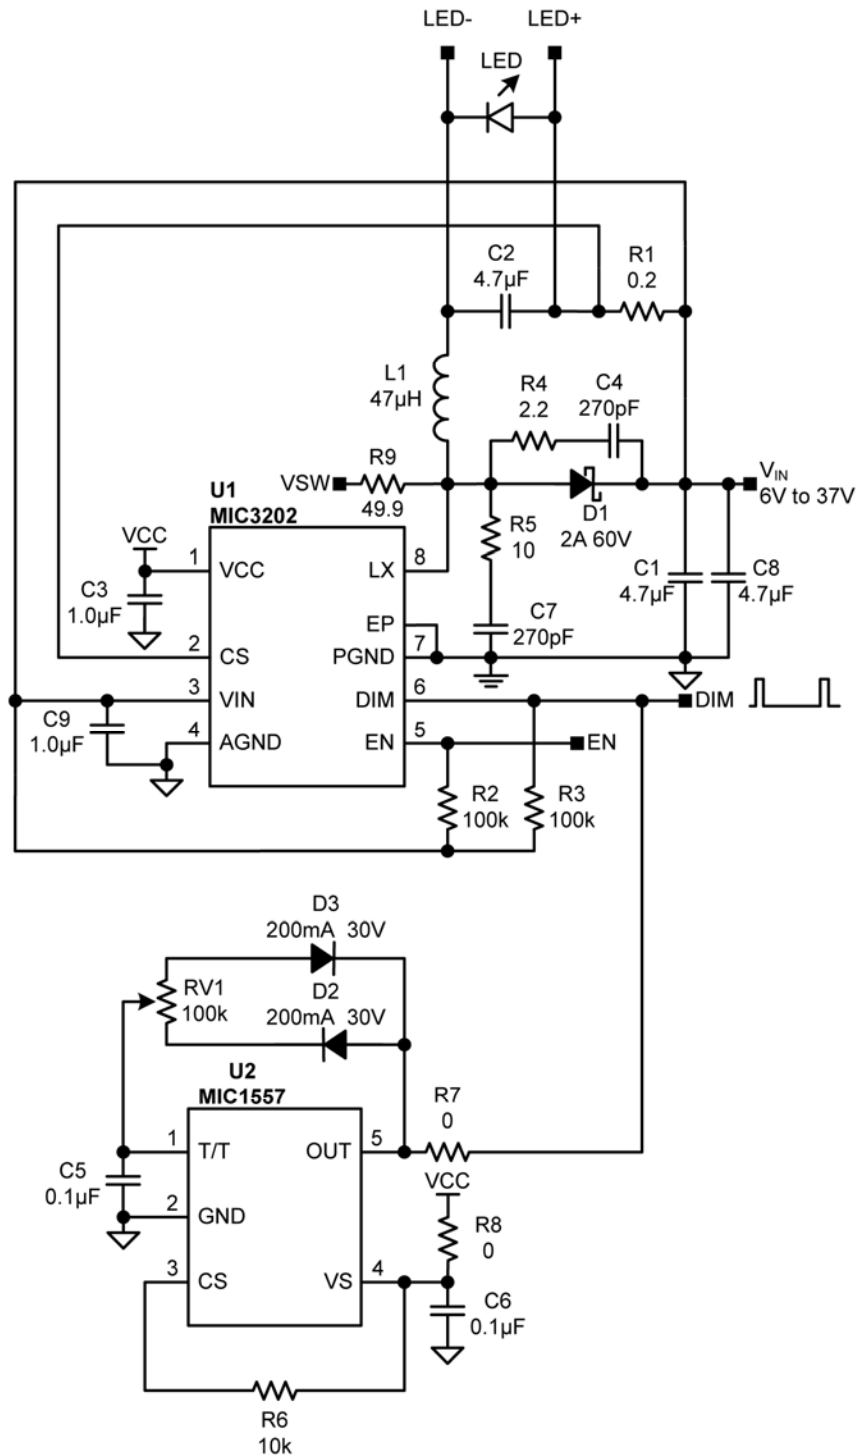 LED- LED+
LED
C2
4.7µF
R1
0.2
L1
47µH
R4
2.2
C4
270pF
R9
VSW
49.9
D1
2A 60V
VIN
6V to 37V
U1
MIC3202
R5
10
VCC
1 VCC LX 8
C3
1.0µF
C1
4.7µF
C8
4.7µF
EP
C7
270pF
2 CS PGND 7
3 VIN DIM 6
DIM
C9
1.0µF
4 AGND EN 5
EN
R2
100k
R3
100k
D3
200mA 30V
RV1
100k
D2
200mA 30V
U2
MIC1557
R7
0
1 T/T OUT 5
C5
0.1µF
VCC
2 GND
R8
0
3 CS VS 4
C6
0.1µF
R6
10k